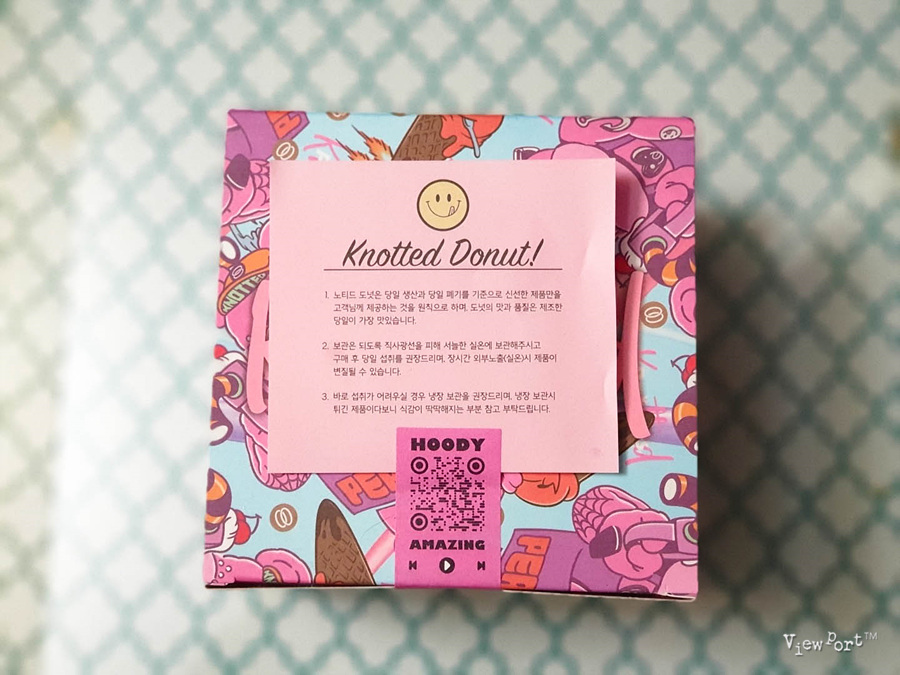 Knotted Donut!
1. 노티드 도넛은 당일 생산과 당일 폐기를 기준으로 신선한 제품만을
고객님께 제공하는 것을 원칙으로 하며, 도넛의 맛과 품질은 제조한
당일이 가장 맛있습니다.
2. 보관은 되도록 직사광선을 피해 서늘한 실온에 보관해주시고
구매 후 당일 섭취를 권장드리며, 장시간 외부노출(실온)시 제품이
변질될 수 있습니다.
3. 바로 섭취가 어려우실 경우 냉장 보관을 권장드리며, 냉장 보관시
튀긴 제품이다보니 식감이 딱딱해지는 부분 참고 부탁드립니다.
HOODY
AMAZING
KNOTTED
PER
PER
ViewPort™